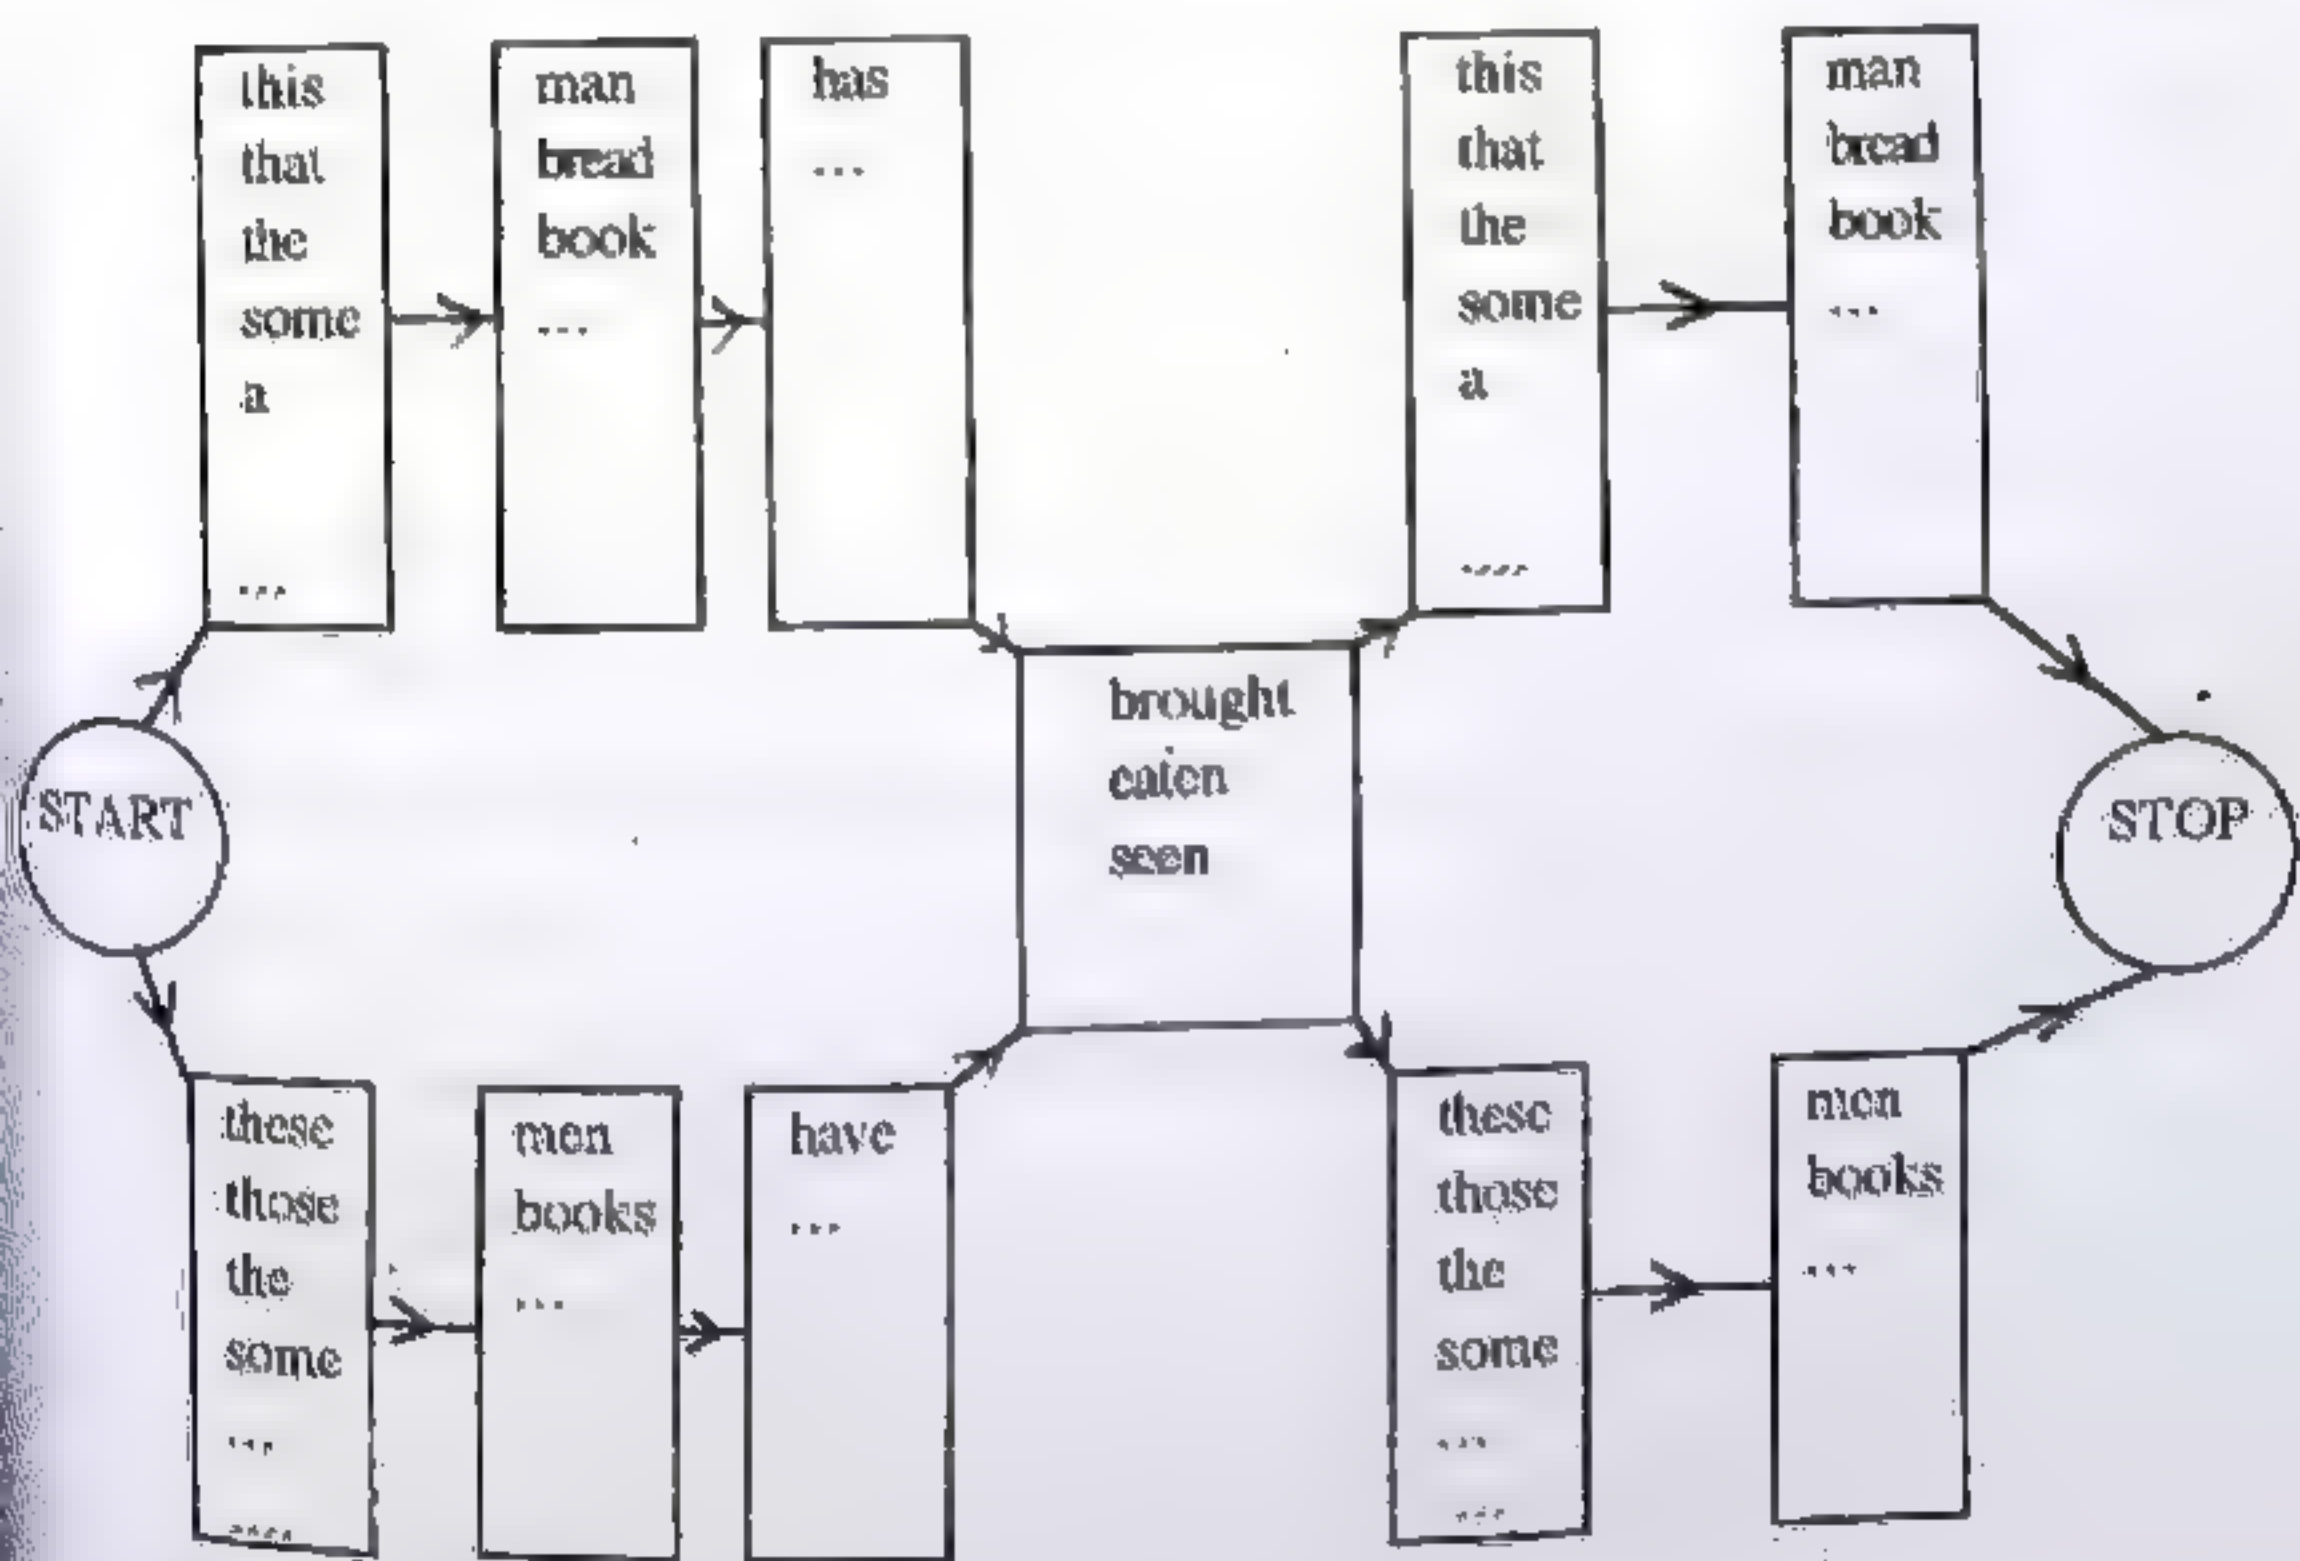 this
that
the
some
a
...
man
bread
book
...
has
...
this
that
the
some
a
....
man
bread
book
...
START
brought
eaten
seen
STOP
these
those
the
some
...
....
men
books
...
have
...
these
those
the
some
...
...
men
books
...